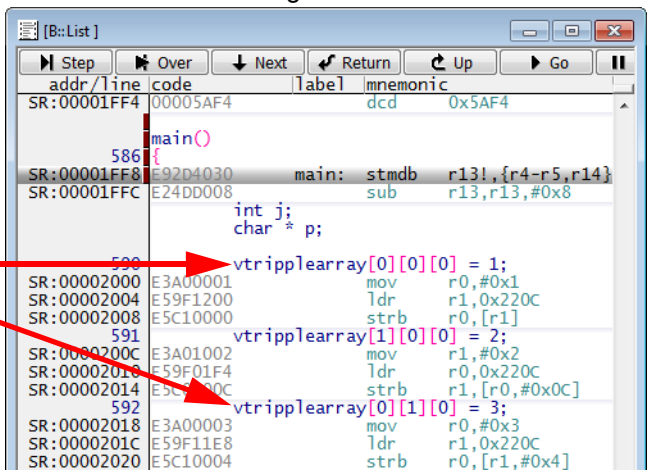 [B::List ]
Step Over Next Return Up Go
addr/line code label mnemonic
SR:00001FF4 00005AF4 dcd 0x5AF4
main()
586 {
SR:00001FF8 E92D4030 main: stmdb r13!,{r4-r5,r14}
SR:00001FFC E24DD008 sub r13,r13,#0x8
int j;
char * p;
vtripplearray[0][0][0] = 1;
SR:00002000 E3A00001 mov r0,#0x1
SR:00002004 E59F1200 ldr r1,0x220C
SR:00002008 E5C10000 strb r0,[r1]
591 vtripplearray[1][0][0] = 2;
SR:0000200C E3A01002 mov r1,#0x2
SR:00002010 E59F01F4 ldr r0,0x220C
SR:00002014 strb r1,[r0,#0x0C]
592 vtripplearray[0][1][0] = 3;
SR:00002018 E3A00003 mov r0,#0x3
SR:0000201C E59F11E8 ldr r1,0x220C
SR:00002020 E5C10004 strb r0,[r1,#0x4]